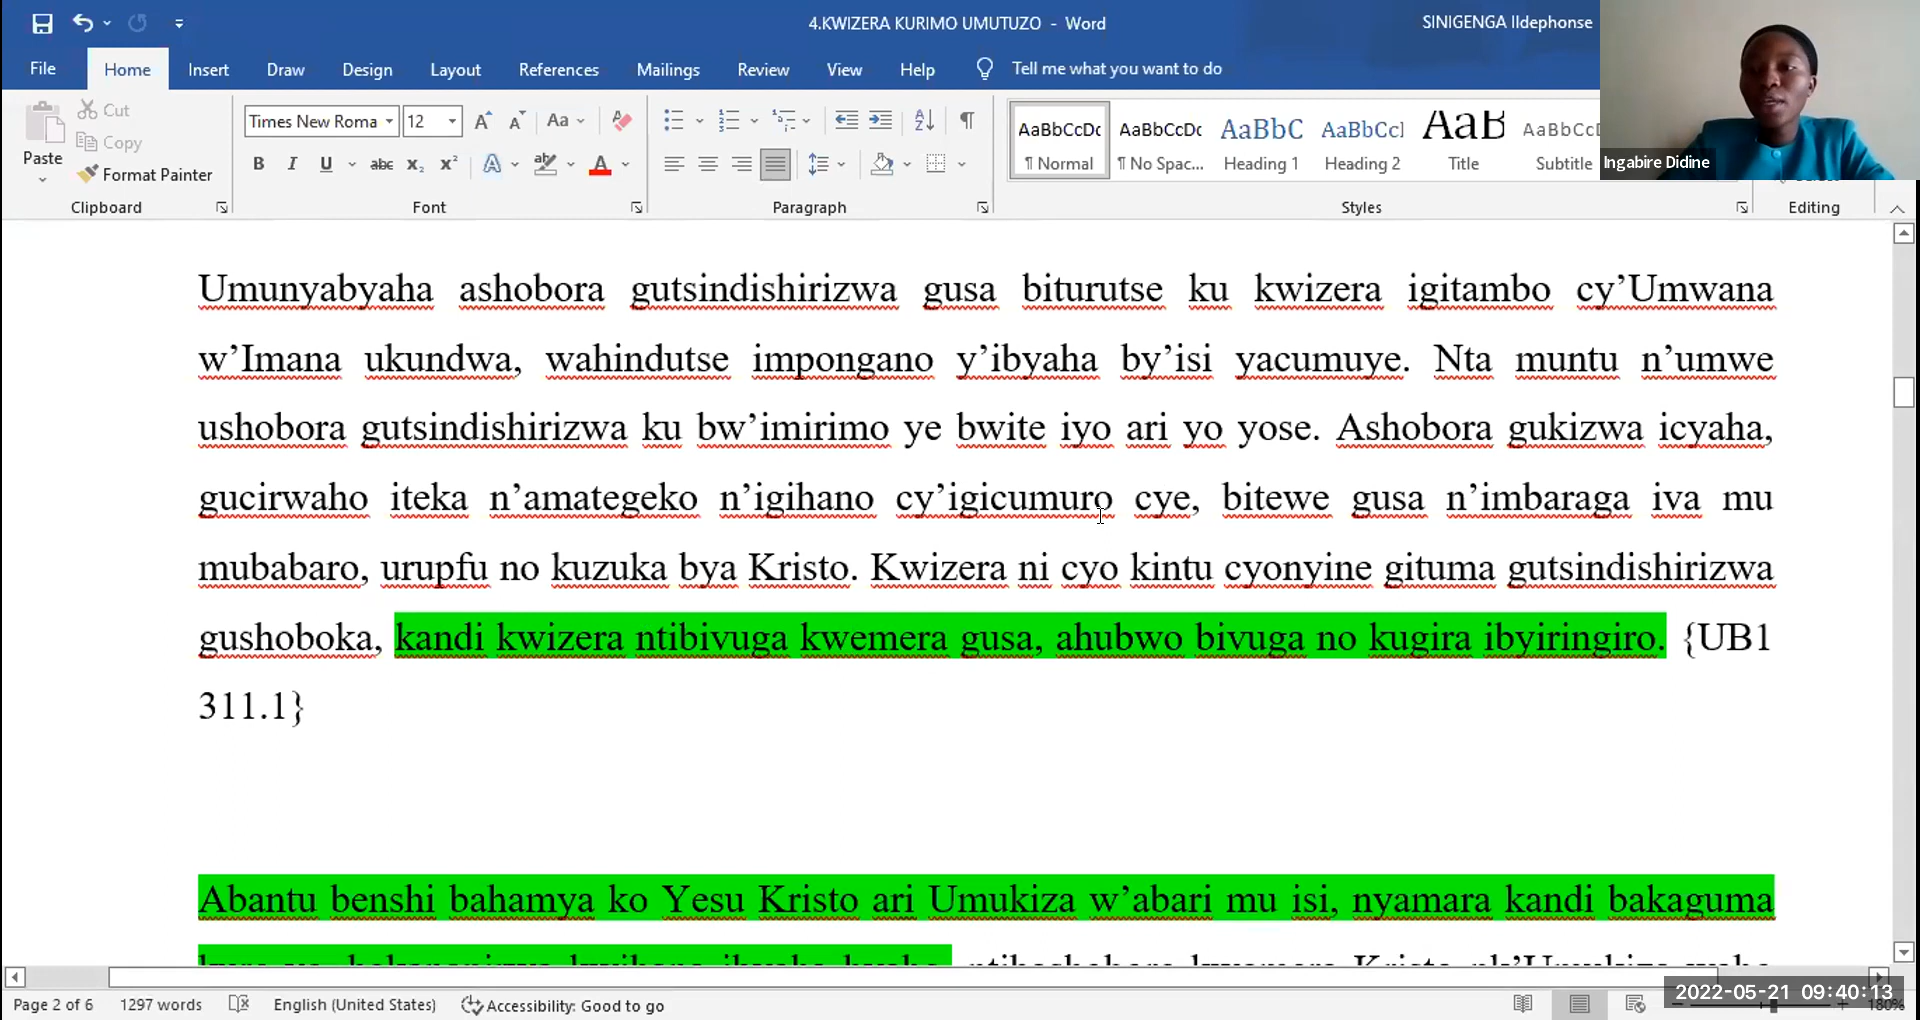 4.KWIZERA KURIMO UMUTUZO - Word
SINIGENGA Ildephonse
File Home Insert Draw Design Layout References Mailings Review View Help Tell me what you want to do
Paste
Cut
Copy
Format Painter
Clipboard
Times New Roma 12
Font
Paragraph
AaBbCcDc ¶ Normal
AaBbCcDc ¶ No Spac...
AaBbC Heading 1
AaBbCcl Heading 2
AaB Title
AaBbCcI Subtitle
Styles
Editing
Ingabire Didine
Umunyabyaha ashobora gutsindishirizwa gusa biturutse ku kwizera igitambo cy’Umwana
w’Imana ukundwa, wahindutse impongano y’ibyaha by’isi yacumuye. Nta muntu n’umwe
ushobora gutsindishirizwa ku bw’imirimo ye bwite iyo ari yo yose. Ashobora gukizwa icyaha,
gucirwaho iteka n’amategeko n’igihano cy’igicumuro cye, bitewe gusa n’imbaraga iva mu
mubabaro, urupfu no kuzuka bya Kristo. Kwizera ni cyo kintu cyonyine gituma gutsindishirizwa
gushoboka, kandi kwizera ntibivuga kwemera gusa, ahubwo bivuga no kugira ibyiringiro. {UB1
311.1}
Abantu benshi bahamya ko Yesu Kristo ari Umukiza w’abari mu isi, nyamara kandi bakaguma
Page 2 of 6 1297 words English (United States) Accessibility: Good to go
2022-05-21 09:40:13
180%